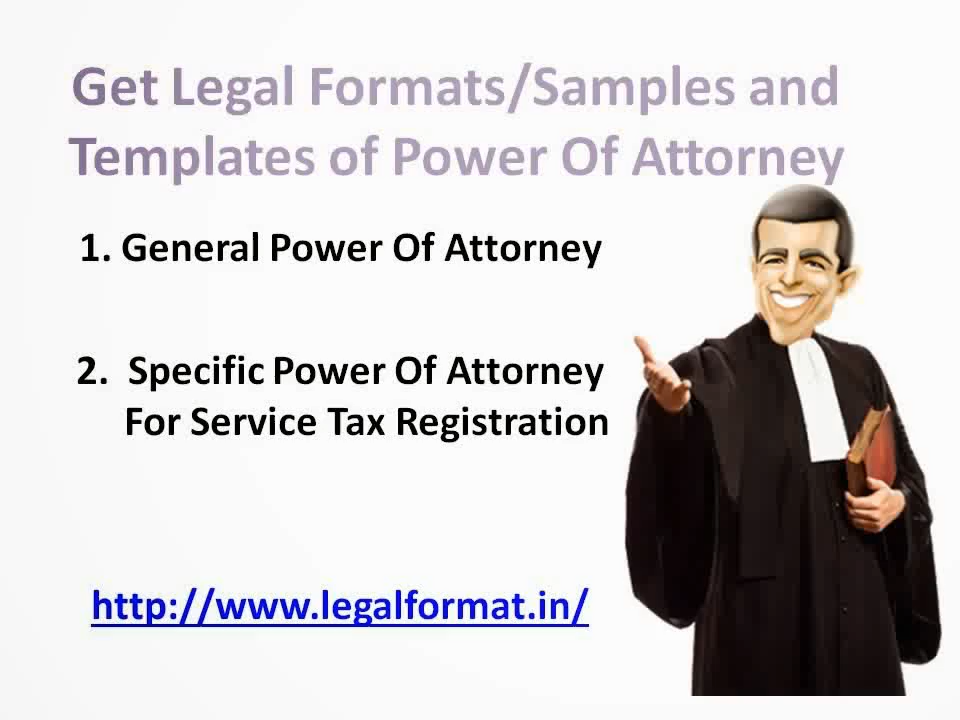 Get Legal Formats/Samples and
Templates of Power Of Attorney
1. General Power Of Attorney
2. Specific Power Of Attorney
For Service Tax Registration
http://www.legalformat.in/